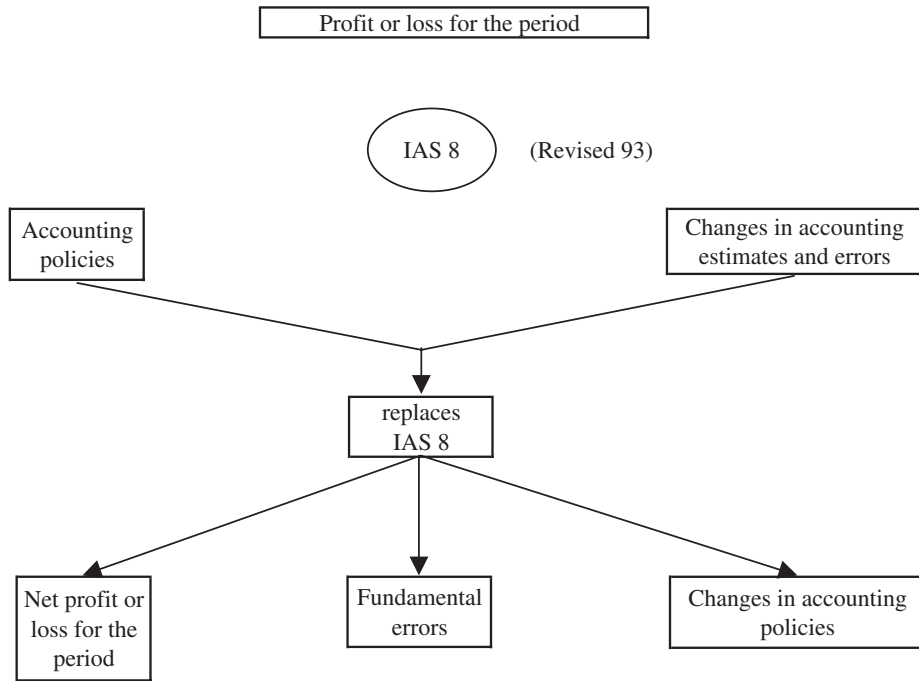 Profit or loss for the period
IAS 8
(Revised 93)
Accounting
policies
Changes in accounting
estimates and errors
replaces
IAS 8
Net profit or
loss for the
period
Fundamental
errors
Changes in accounting
policies